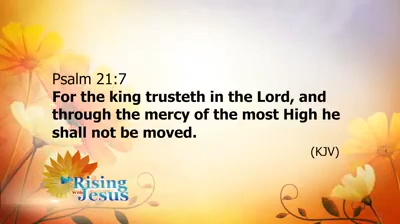 Psalm 21:7
For the king trusteth in the Lord, and
through the mercy of the most High he
shall not be moved.
(KJV)
Rising
With
Jesus